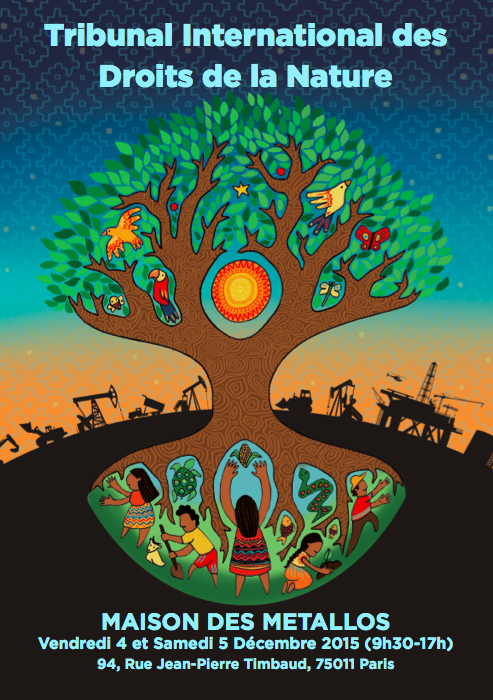 Tribunal International des
Droits de la Nature
MAISON DES METALLOS
Vendredi 4 et Samedi 5 Décembre 2015 (9h30-17h)
94, Rue Jean-Pierre Timbaud, 75011 Paris